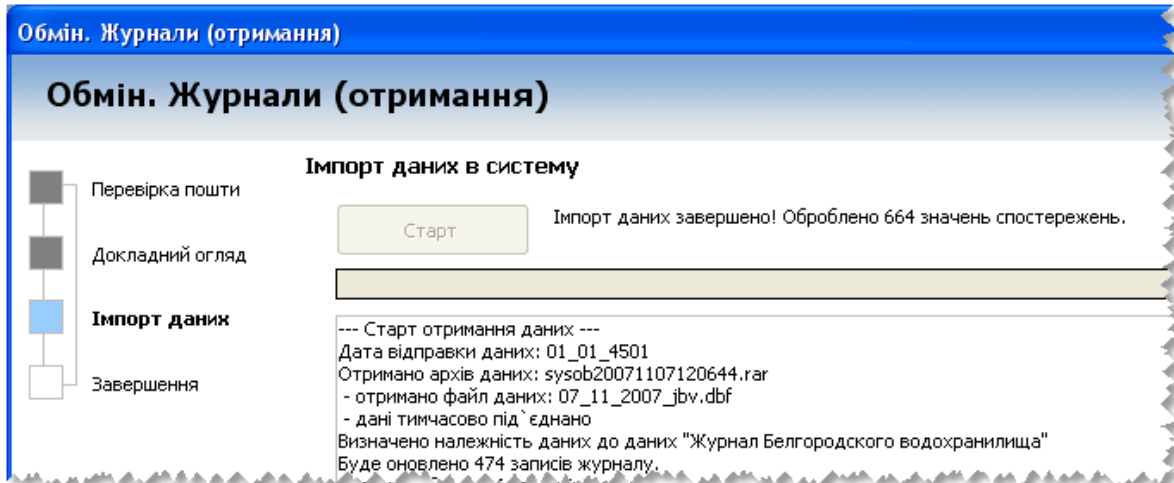 Обмін. Журнали (отримання)
Обмін. Журнали (отримання)
Перевірка пошти
Докладний огляд
Імпорт даних
Завершення
Імпорт даних в систему
Старт
Імпорт даних завершено! Оброблено 664 значень спостережень.
--- Старт отримання даних ---
Дата відправки даних: 01_01_4501
Отримано архів даних: sysob20071107120644.rar
- отримано файл даних: 07_11_2007_jbv.dbf
- дані тимчасово під`єднано
Визначено належність даних до даних "Журнал Белгородского водохранилища"
Буде оновлено 474 записів журналу.